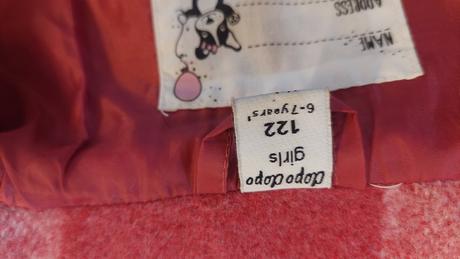 dopodopo
girls
122
6-7years'
NAME
ADDRESS